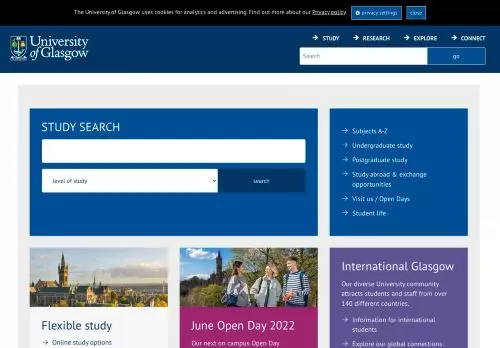 The University of Glasgow uses cookies for analytics and advertising. Find out more about our Privacy policy.
privacy settings
close
University
of Glasgow
STUDY
RESEARCH
EXPLORE
CONNECT
Search
go
STUDY SEARCH
level of study
search
Subjects A-Z
Undergraduate study
Postgraduate study
Study abroad & exchange
opportunities
Visit us / Open Days
Student life
Flexible study
Online study options
June Open Day 2022
Our next on campus Open Day
International Glasgow
Our diverse University community
attracts students and staff from over
140 different countries.
Information for international
students
Explore our global connections: